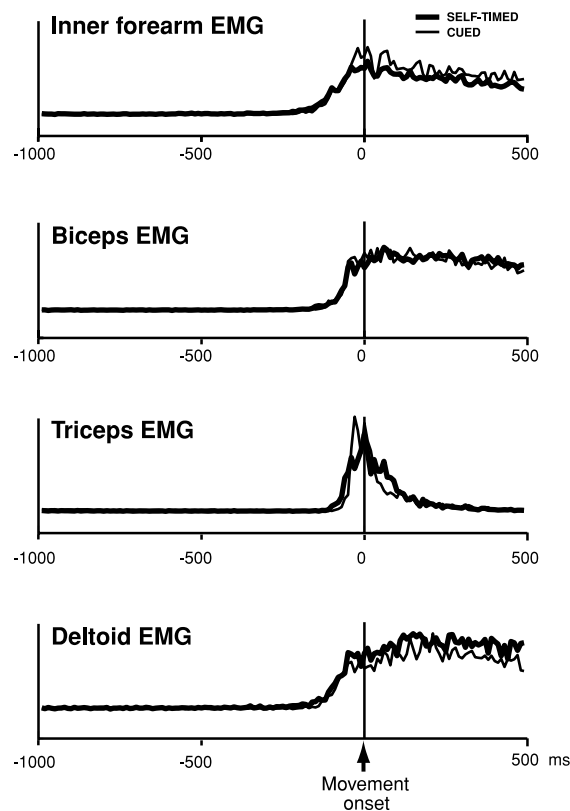 Inner forearm EMG
SELF-TIMED
CUED
-1000 -500 0 500
Biceps EMG
-1000 -500 0 500
Triceps EMG
-1000 -500 0 500
Deltoid EMG
-1000 -500 0 500 ms
Movement
onset